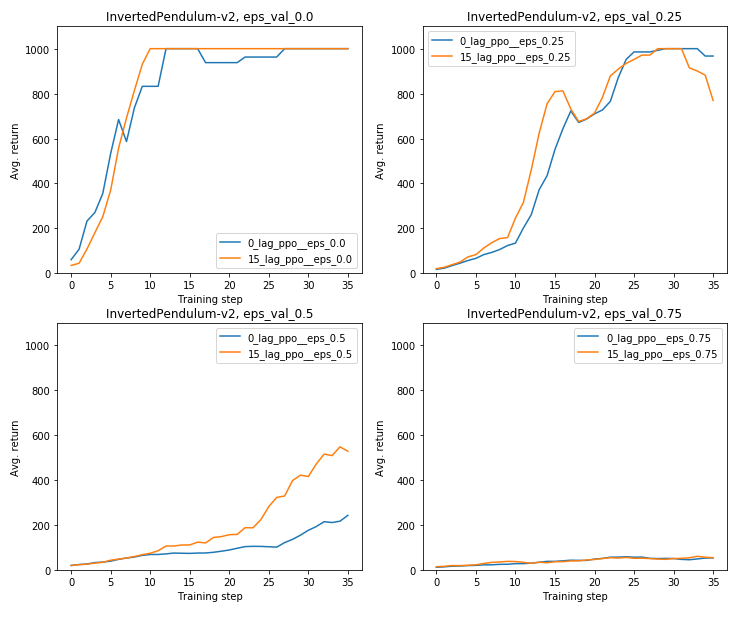 InvertedPendulum-v2, eps_val_0.0
1000
800
600
400
200
0
Avg. return
0_lag_ppo__eps_0.0
15_lag_ppo__eps_0.0
0 5 10 15 20 25 30 35
Training step
InvertedPendulum-v2, eps_val_0.25
1000
800
600
400
200
0
Avg. return
0_lag_ppo__eps_0.25
15_lag_ppo__eps_0.25
0 5 10 15 20 25 30 35
Training step
InvertedPendulum-v2, eps_val_0.5
1000
800
600
400
200
0
Avg. return
0_lag_ppo__eps_0.5
15_lag_ppo__eps_0.5
0 5 10 15 20 25 30 35
Training step
InvertedPendulum-v2, eps_val_0.75
1000
800
600
400
200
0
Avg. return
0_lag_ppo__eps_0.75
15_lag_ppo__eps_0.75
0 5 10 15 20 25 30 35
Training step